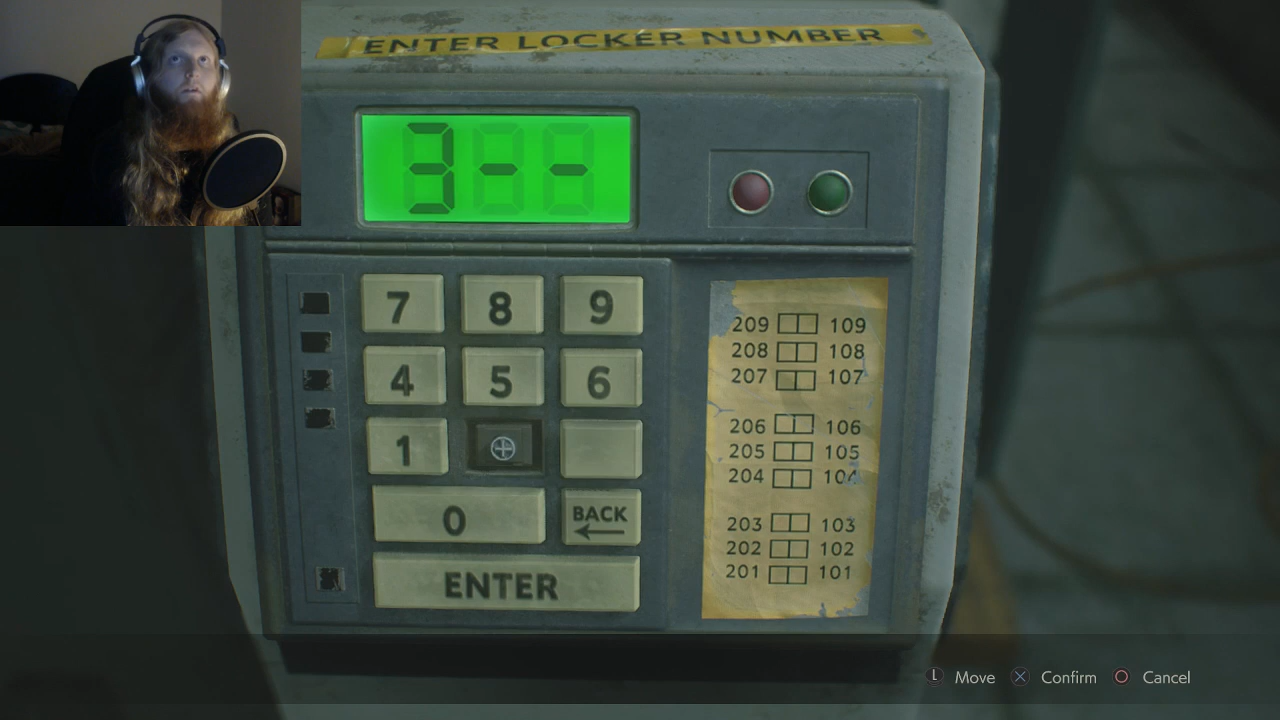 ENTER LOCKER NUMBER
3--
7 8 9
4 5 6
1
0 BACK
ENTER
209 109
208 108
207 107
206 106
205 105
204 104
203 103
202 102
201 101
L Move Confirm Cancel